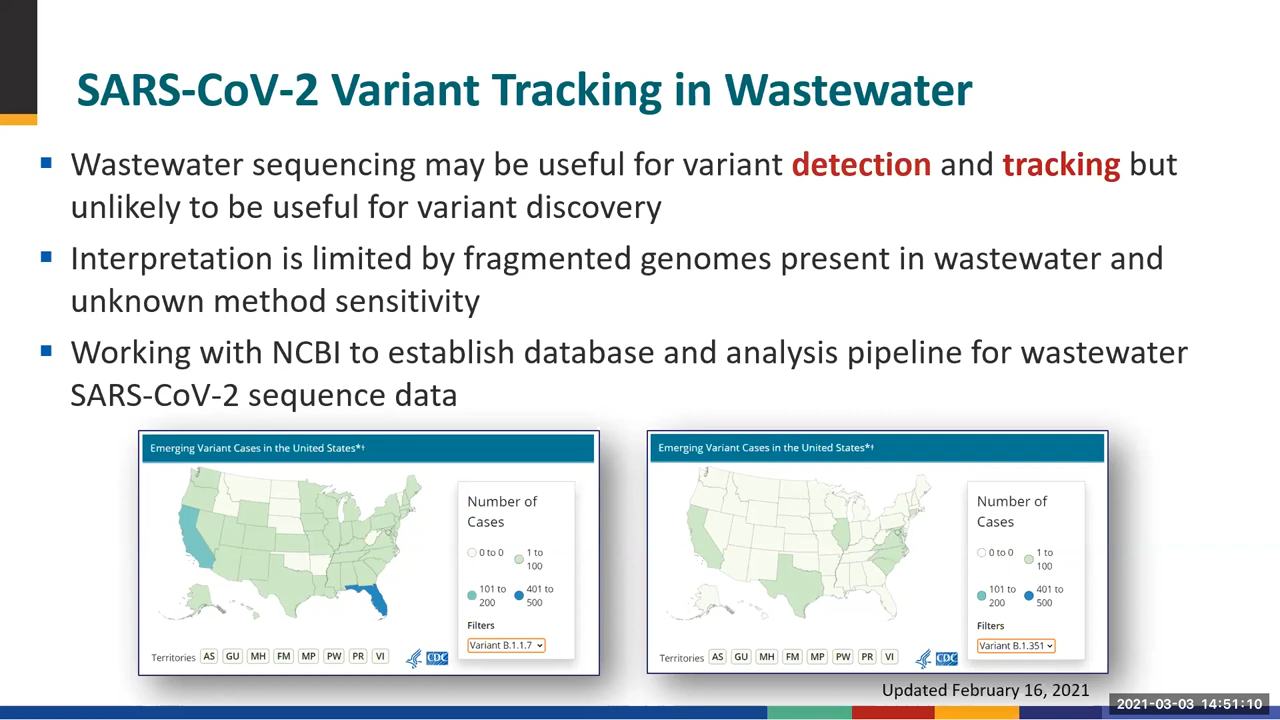 SARS-CoV-2 Variant Tracking in Wastewater
Wastewater sequencing may be useful for variant detection and tracking but
unlikely to be useful for variant discovery
Interpretation is limited by fragmented genomes present in wastewater and
unknown method sensitivity
Working with NCBI to establish database and analysis pipeline for wastewater
SARS-CoV-2 sequence data
Emerging Variant Cases in the United States*†
Number of
Cases
0 to 0
1 to
100
101 to
200
401 to
500
Filters
Variant B.1.1.7
Territories AS GU MH FM MP PW PR VI
CDC
Emerging Variant Cases in the United States*†
Number of
Cases
0 to 0
1 to
100
101 to
200
401 to
500
Filters
Variant B.1.351
Territories AS GU MH FM MP PW PR VI
CDC
Updated February 16, 2021
2021-03-03 14:51:10